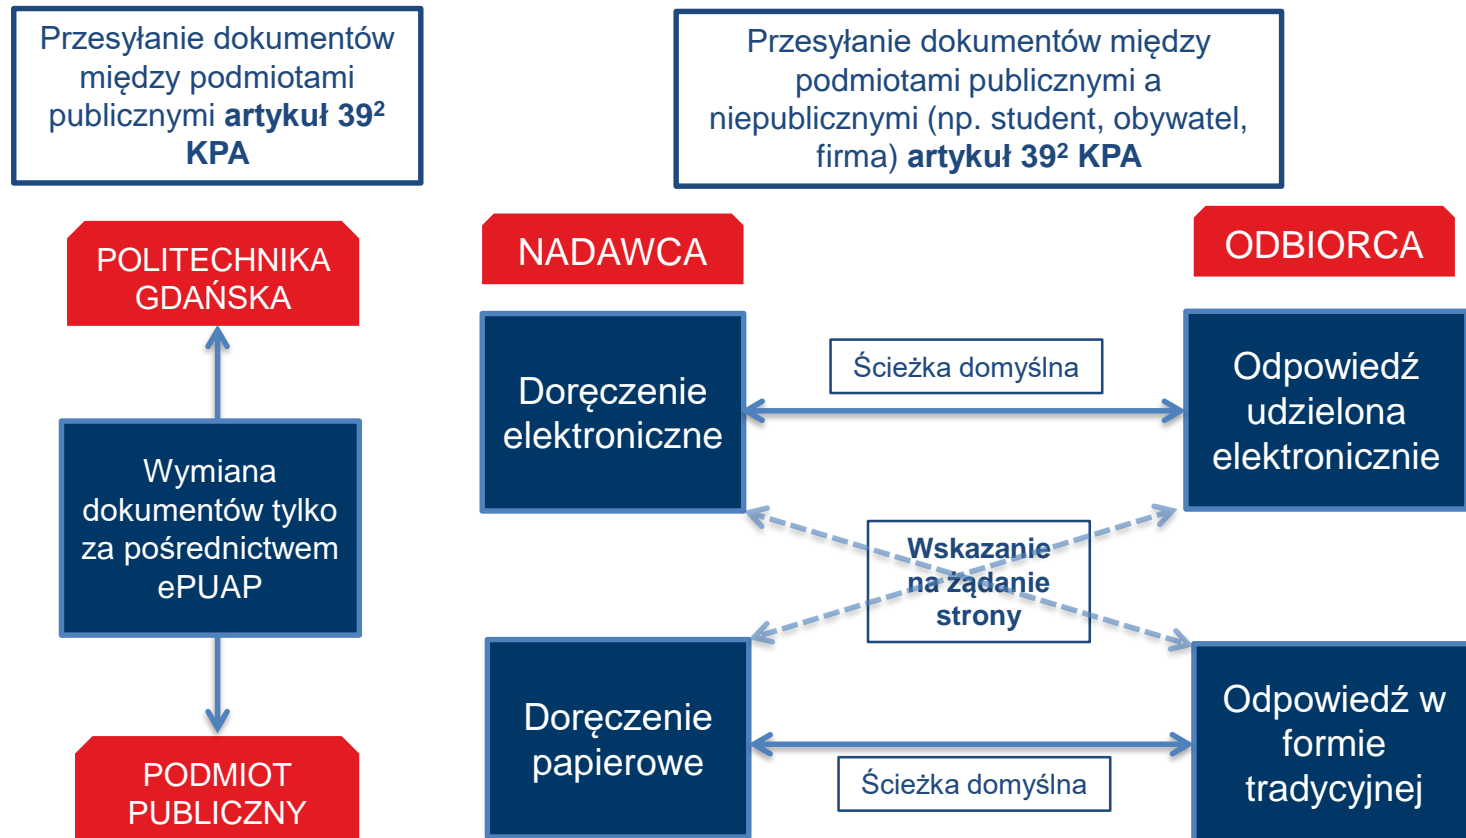 Przesyłanie dokumentów
między podmiotami
publicznymi artykuł 39²
KPA
Przesyłanie dokumentów między
podmiotami publicznymi a
niepublicznymi (np. student, obywatel,
firma) artykuł 39² KPA
POLITECHNIKA
GDAŃSKA
Wymiana
dokumentów tylko
za pośrednictwem
ePUAP
PODMIOT
PUBLICZNY
NADAWCA
ODBIORCA
Doręczenie
elektroniczne
Ścieżka domyślna
Odpowiedź
udzielona
elektronicznie
Wskazanie
na żądanie
strony
Doręczenie
papierowe
Ścieżka domyślna
Odpowiedź w
formie
tradycyjnej